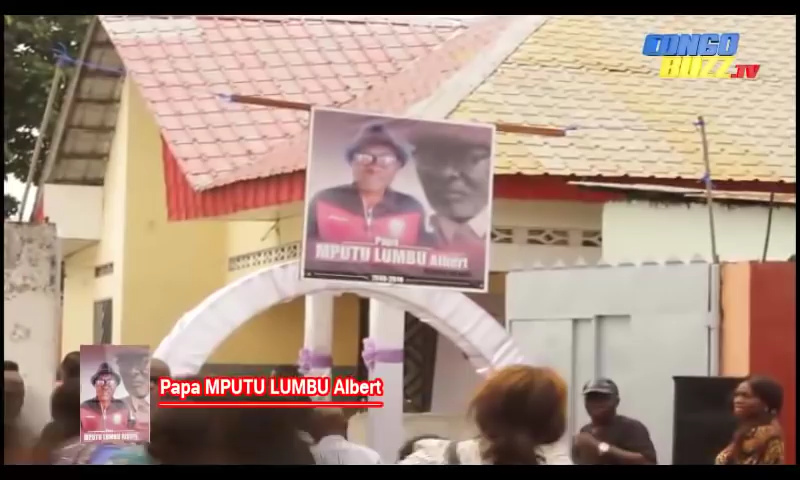 CONGO
BUZZ.TV
Papa
MPUTU LUMBU Albert
Papa MPUTU LUMBU Albert
MPUTU LUMBU Albert